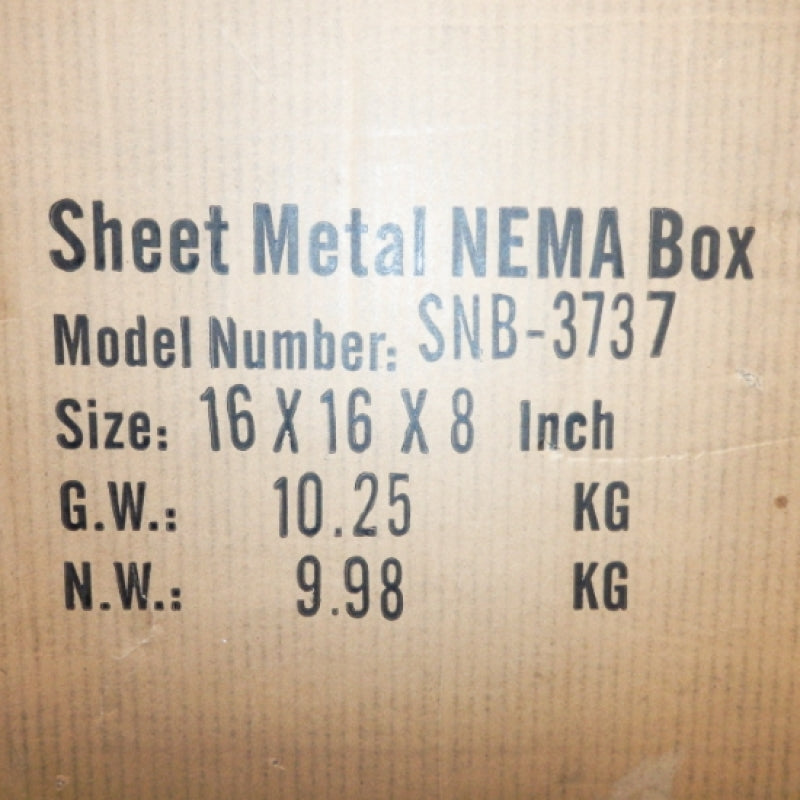 Sheet Metal NEMA Box
Model Number: SNB-3737
Size: 16 X 16 X 8 Inch
G.W.: 10.25 KG
N.W.: 9.98 KG